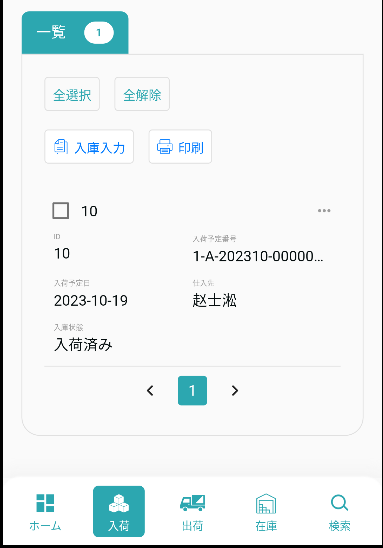 一覧 1
全選択 全解除
入庫入力 印刷
10
ID
10
入荷予定番号
1-A-202310-00000...
入荷予定日
2023-10-19
仕入先
赵士淞
入庫状態
入荷済み
1
ホーム 入荷 出荷 在庫 検索